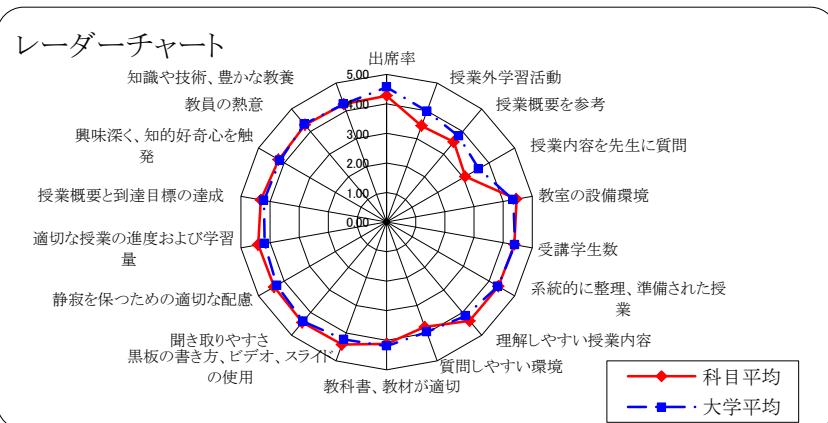 レーダーチャート
出席率
授業外学習活動
授業概要を参考
授業内容を先生に質問
教室の設備環境
受講学生数
系統的に整理、準備された授
業
理解しやすい授業内容
質問しやすい環境
教科書、教材が適切
黒板の書き方、ビデオ、スライド
の使用
聞き取りやすさ
静寂を保つための適切な配慮
適切な授業の進度および学習
量
授業概要と到達目標の達成
興味深く、知的好奇心を触
発
教員の熱意
知識や技術、豊かな教養
5.00
4.00
3.00
2.00
1.00
0.00
科目平均
大学平均